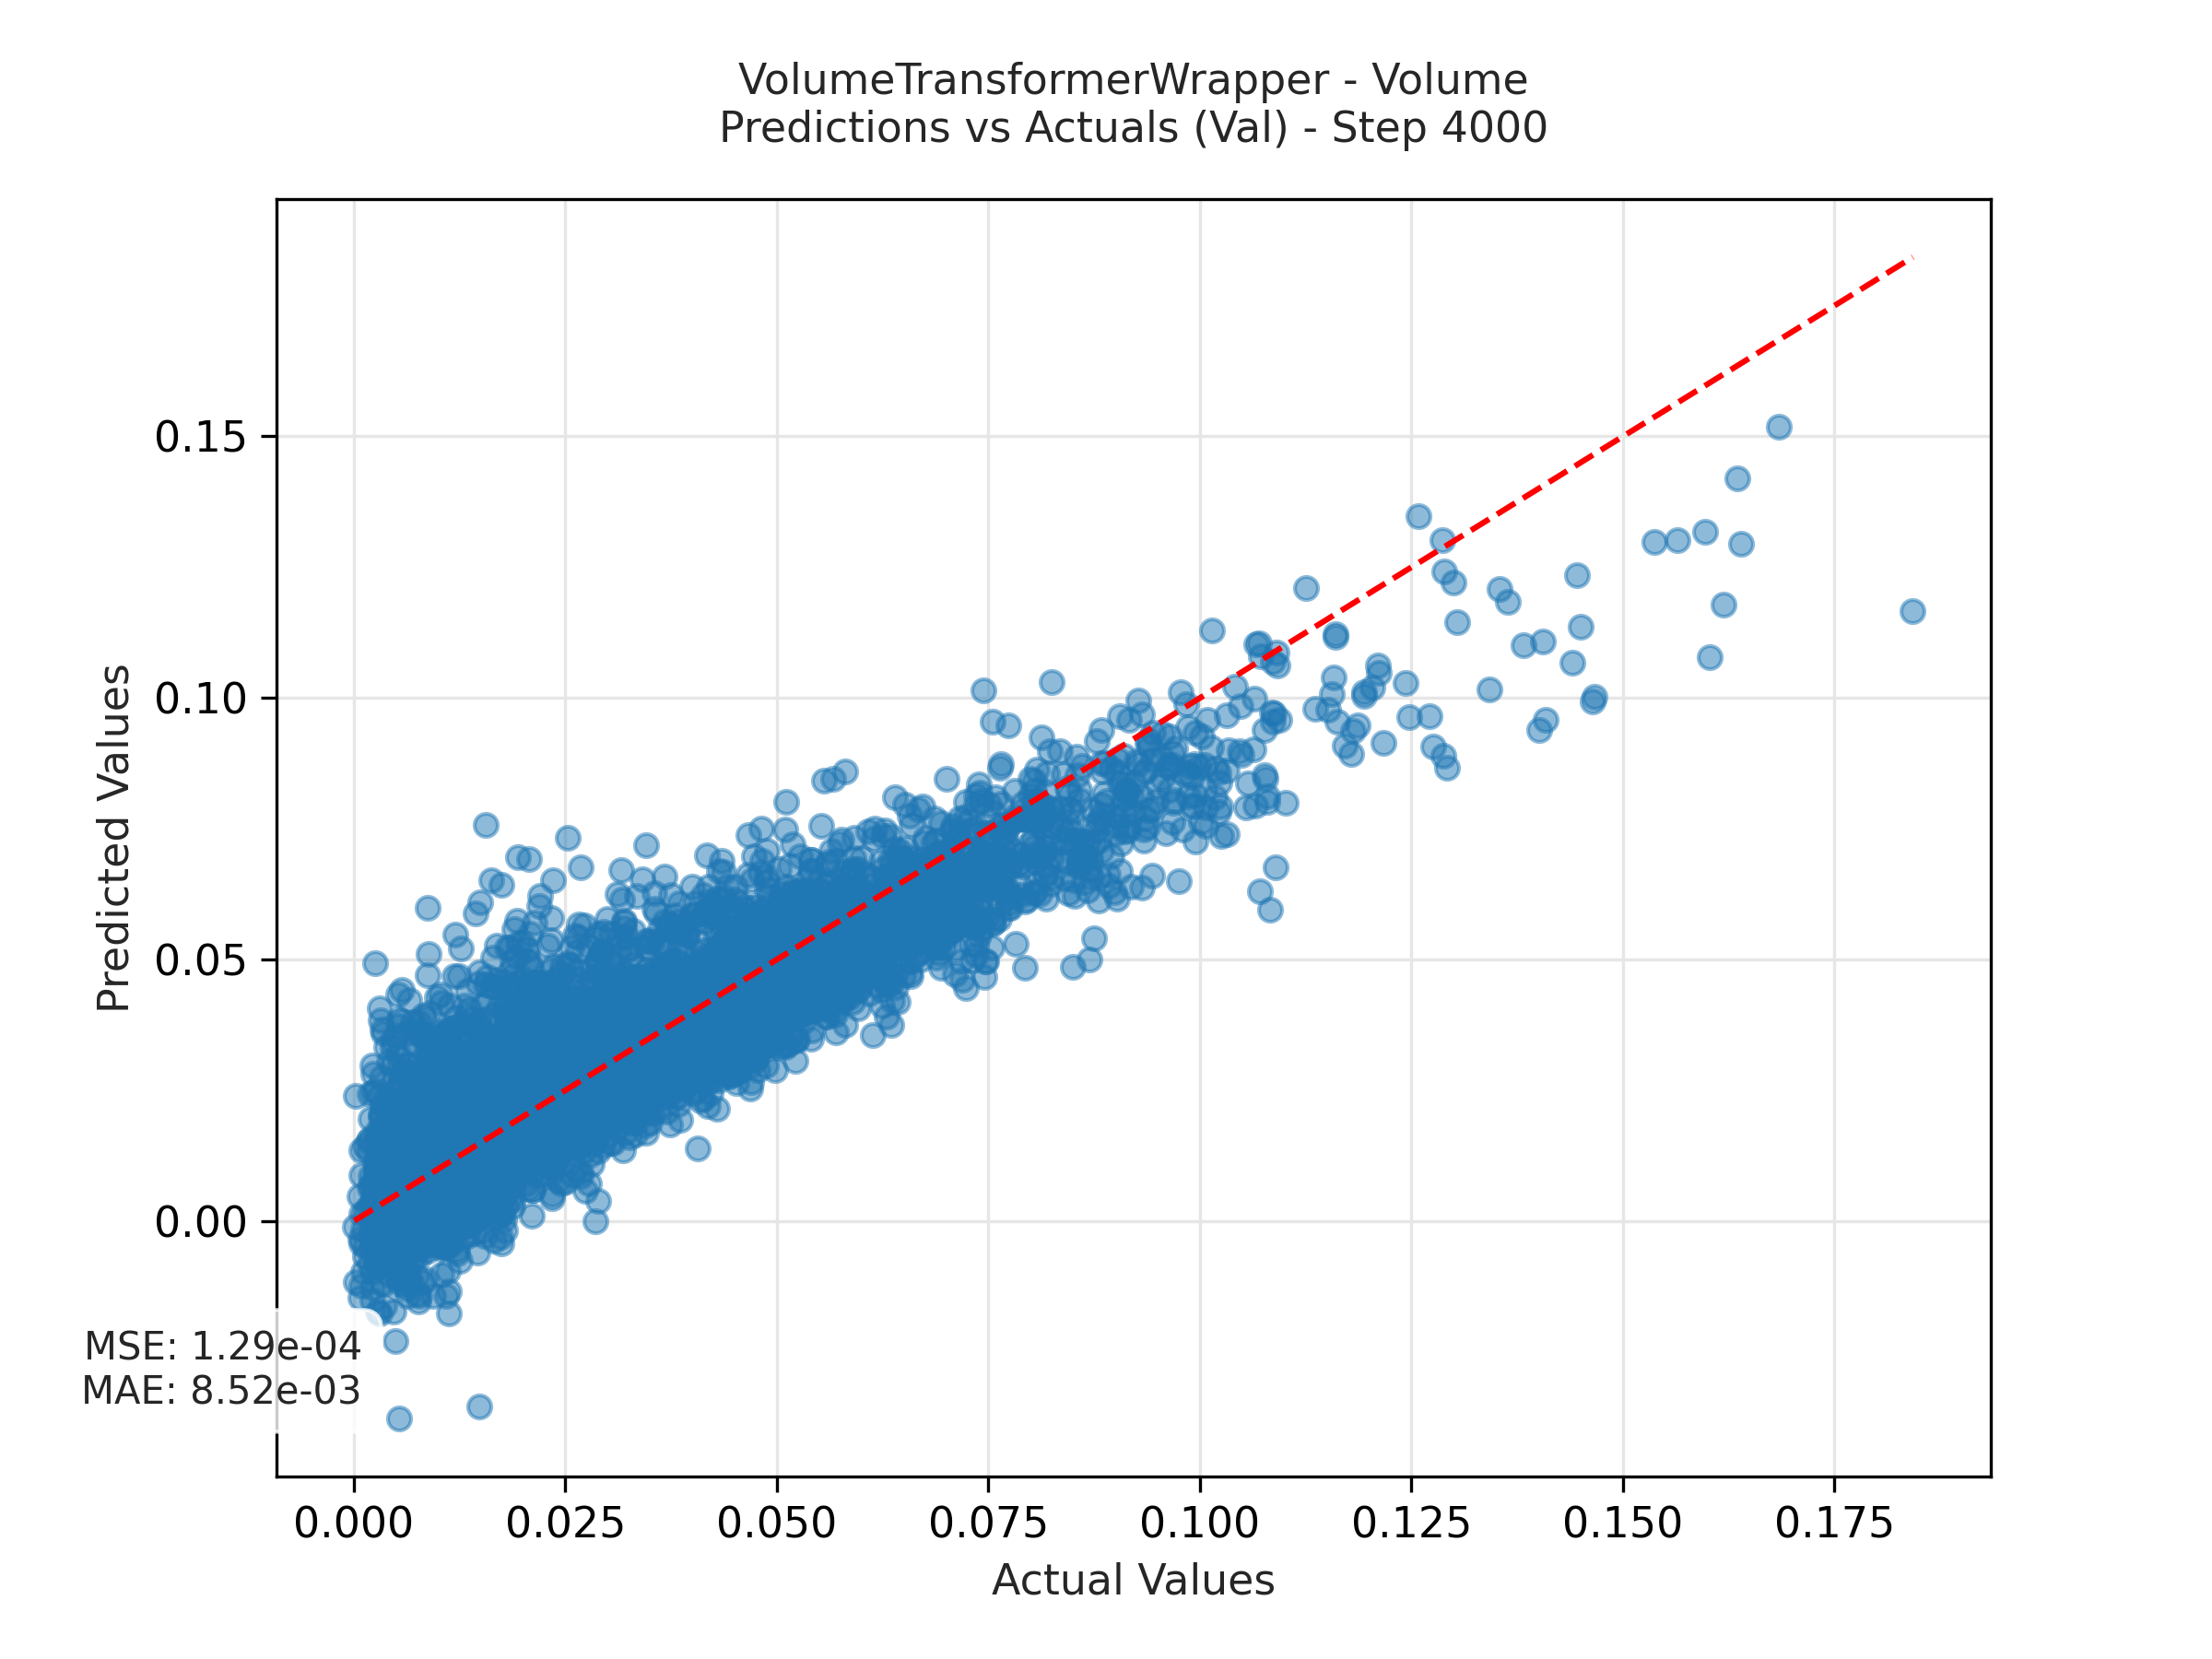 VolumeTransformerWrapper - Volume
Predictions vs Actuals (Val) - Step 4000
Predicted Values
0.15
0.10
0.05
0.00
MSE: 1.29e-04
MAE: 8.52e-03
0.000 0.025 0.050 0.075 0.100 0.125 0.150 0.175
Actual Values